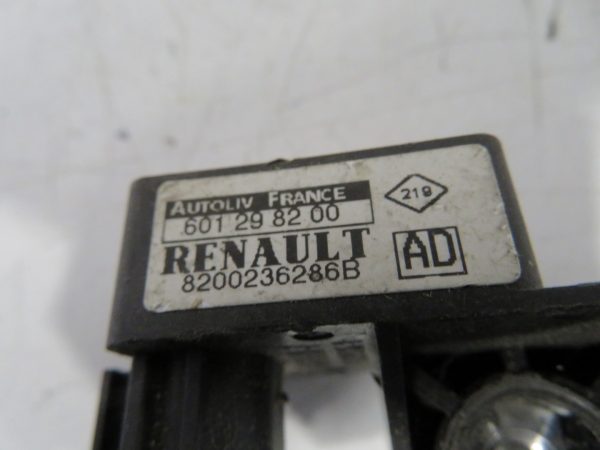 AUTOLIV FRANCE
601 29 82 00
RENAULT
8200236286B
219
AD